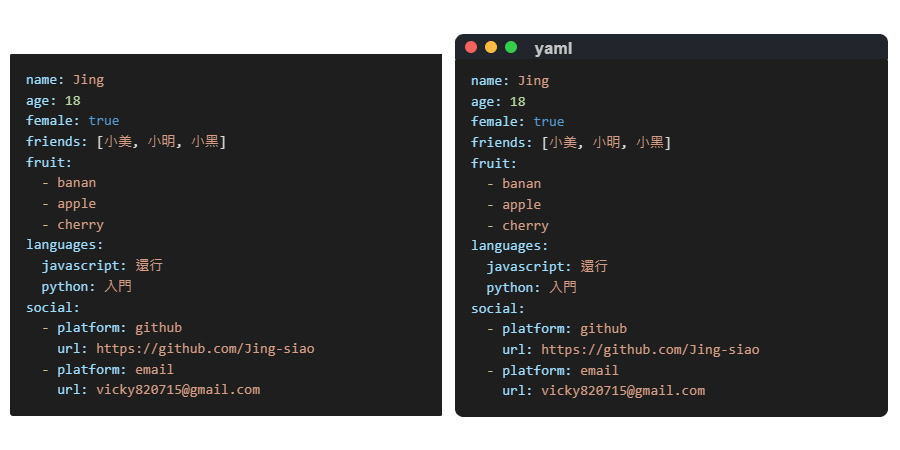 name: Jing
age: 18
female: true
friends: [小美, 小明, 小黑]
fruit:
  - banan
  - apple
  - cherry
languages:
  javascript: 還行
  python: 入門
social:
  - platform: github
    url: https://github.com/Jing-siao
  - platform: email
    url: vicky820715@gmail.com
yaml
name: Jing
age: 18
female: true
friends: [小美, 小明, 小黑]
fruit:
  - banan
  - apple
  - cherry
languages:
  javascript: 還行
  python: 入門
social:
  - platform: github
    url: https://github.com/Jing-siao
  - platform: email
    url: vicky820715@gmail.com